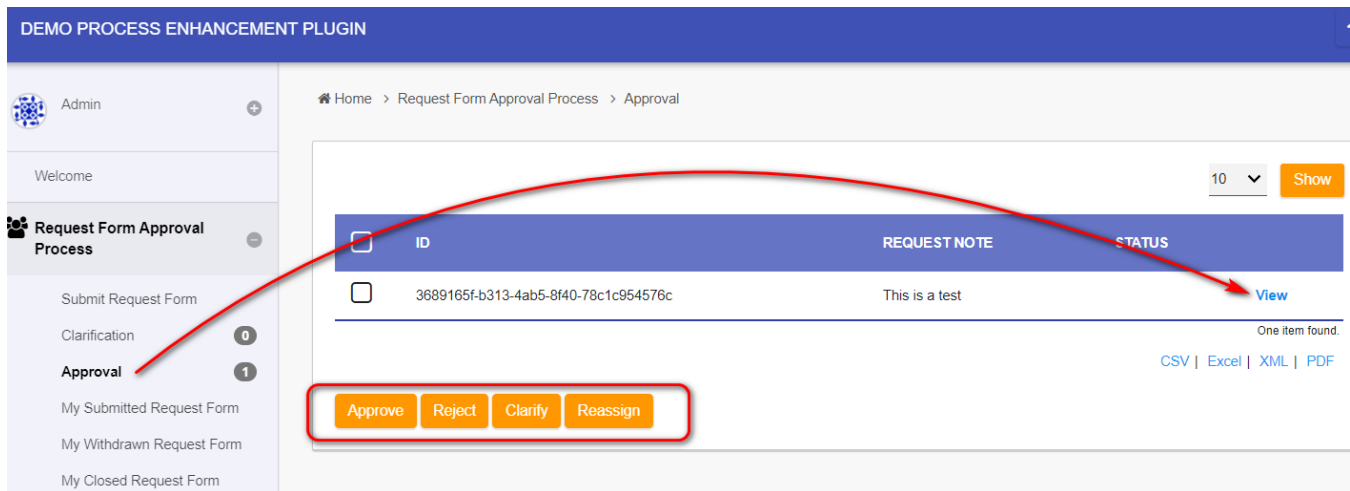 DEMO PROCESS ENHANCEMENT PLUGIN
Admin
Home > Request Form Approval Process > Approval
Welcome
10 Show
Request Form Approval
Process
ID REQUEST NOTE STATUS
Submit Request Form
3689165f-b313-4ab5-8f40-78c1c954576c This is a test View
Clarification 0
One item found.
CSV | Excel | XML | PDF
Approval 1
My Submitted Request Form
Approve Reject Clarify Reassign
My Withdrawn Request Form
My Closed Request Form